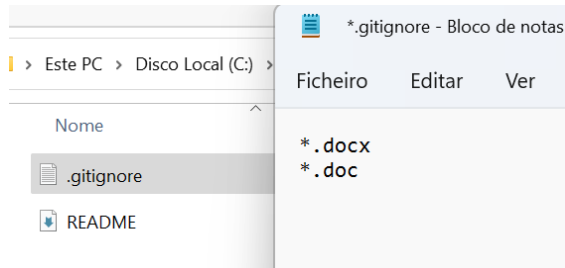 Este PC > Disco Local (C:) >
Nome
.gitignore
README
*.gitignore - Bloco de notas
Ficheiro Editar Ver
*.docx
*.doc